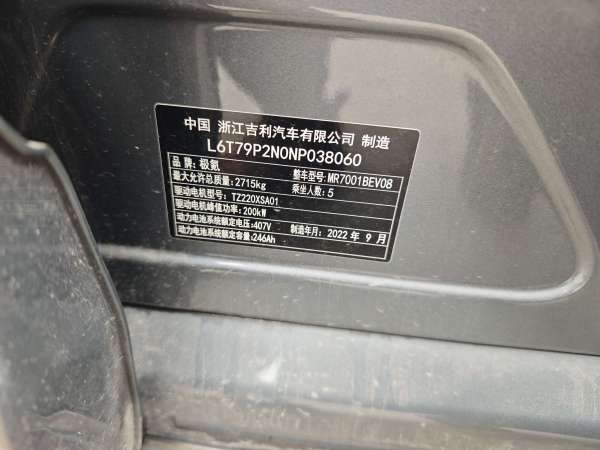 中国 浙江吉利汽车有限公司 制造
L6T79P2N0NP038060
品牌: 极氪 整车型号: MR7001BEV08
最大允许总质量: 2715kg 乘坐人数: 5
驱动电机型号: TZ220XSA01
驱动电机峰值功率: 200kW
动力电池系统额定电压: 407V 制造年月: 2022 年 9 月
动力电池系统额定容量: 246Ah